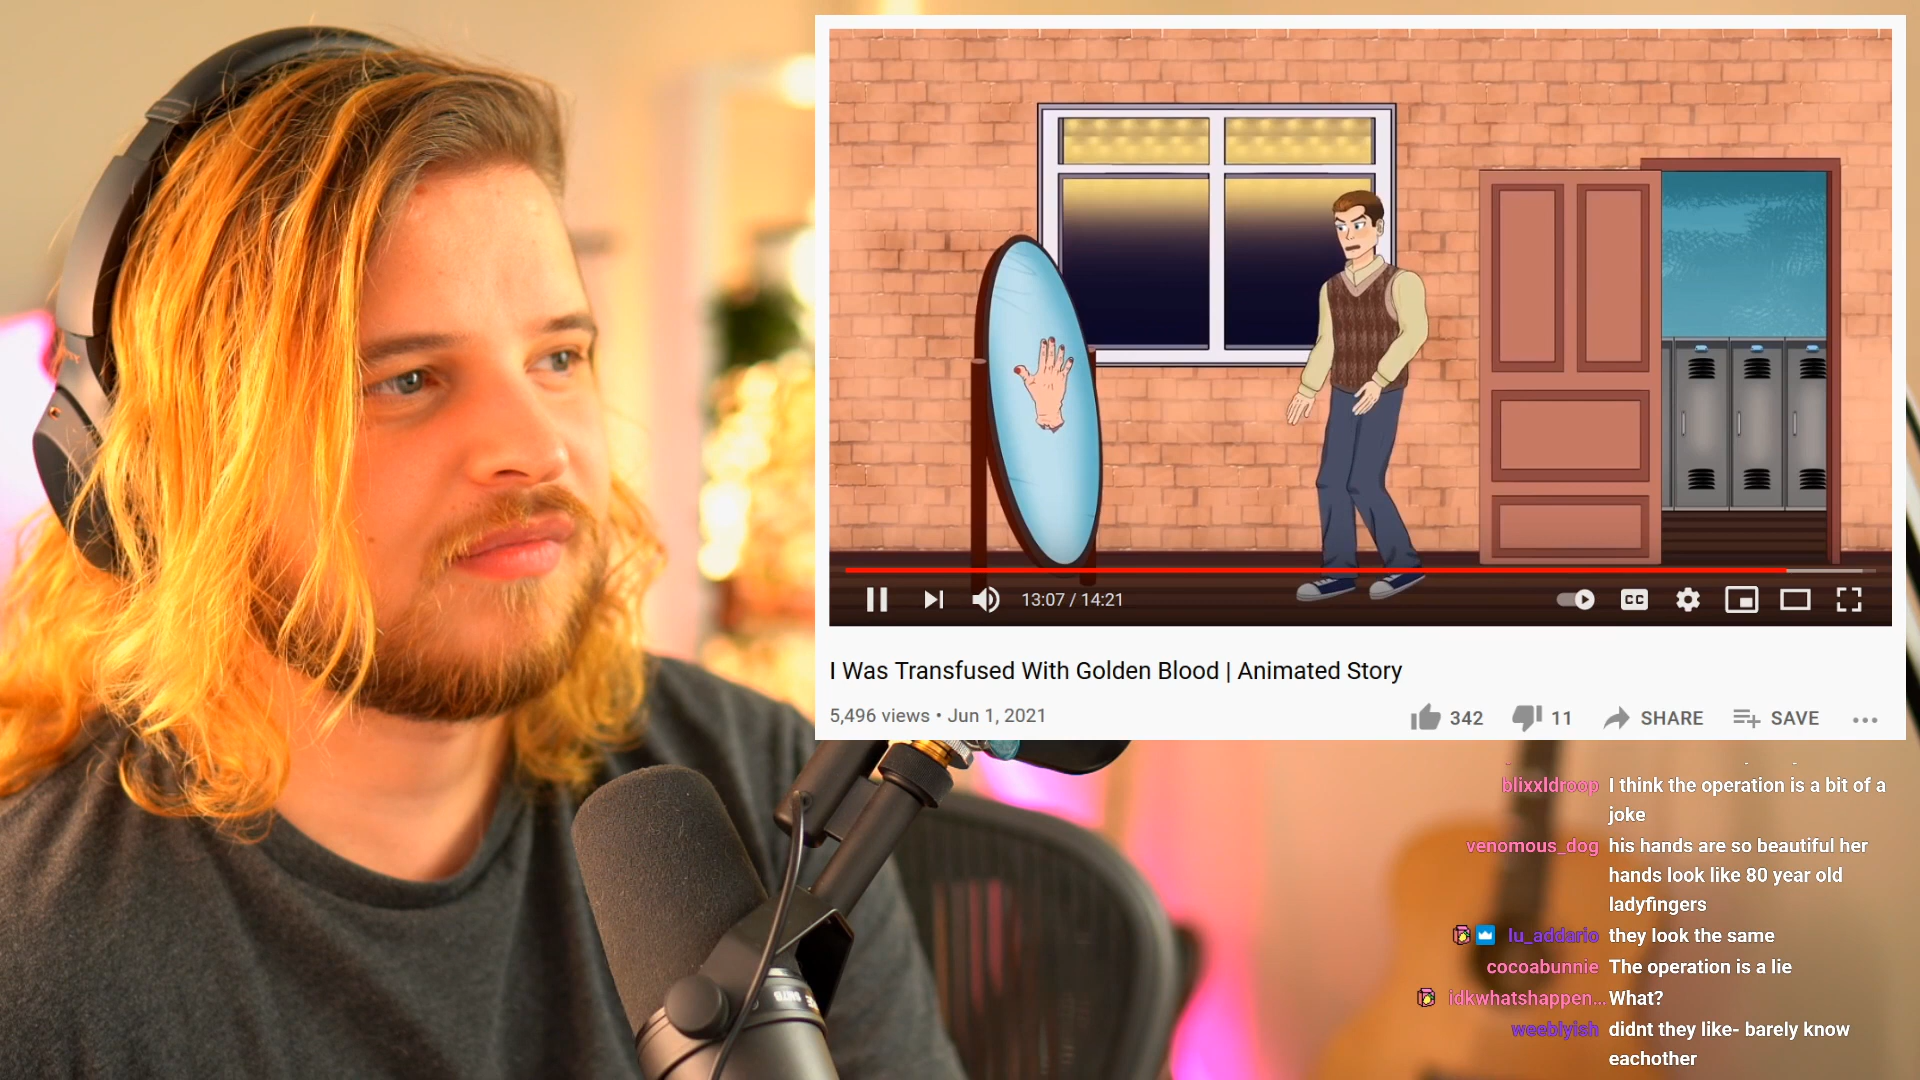 13:07 / 14:21
CC
I Was Transfused With Golden Blood | Animated Story
5,496 views • Jun 1, 2021
342
11
SHARE
SAVE
blixxldroop I think the operation is a bit of a
joke
venomous_dog his hands are so beautiful her
hands look like 80 year old
ladyfingers
lu_addario they look the same
cocoabunnie The operation is a lie
idkwhatshappen... What?
weeblyish didnt they like- barely know
eachother
SM7B